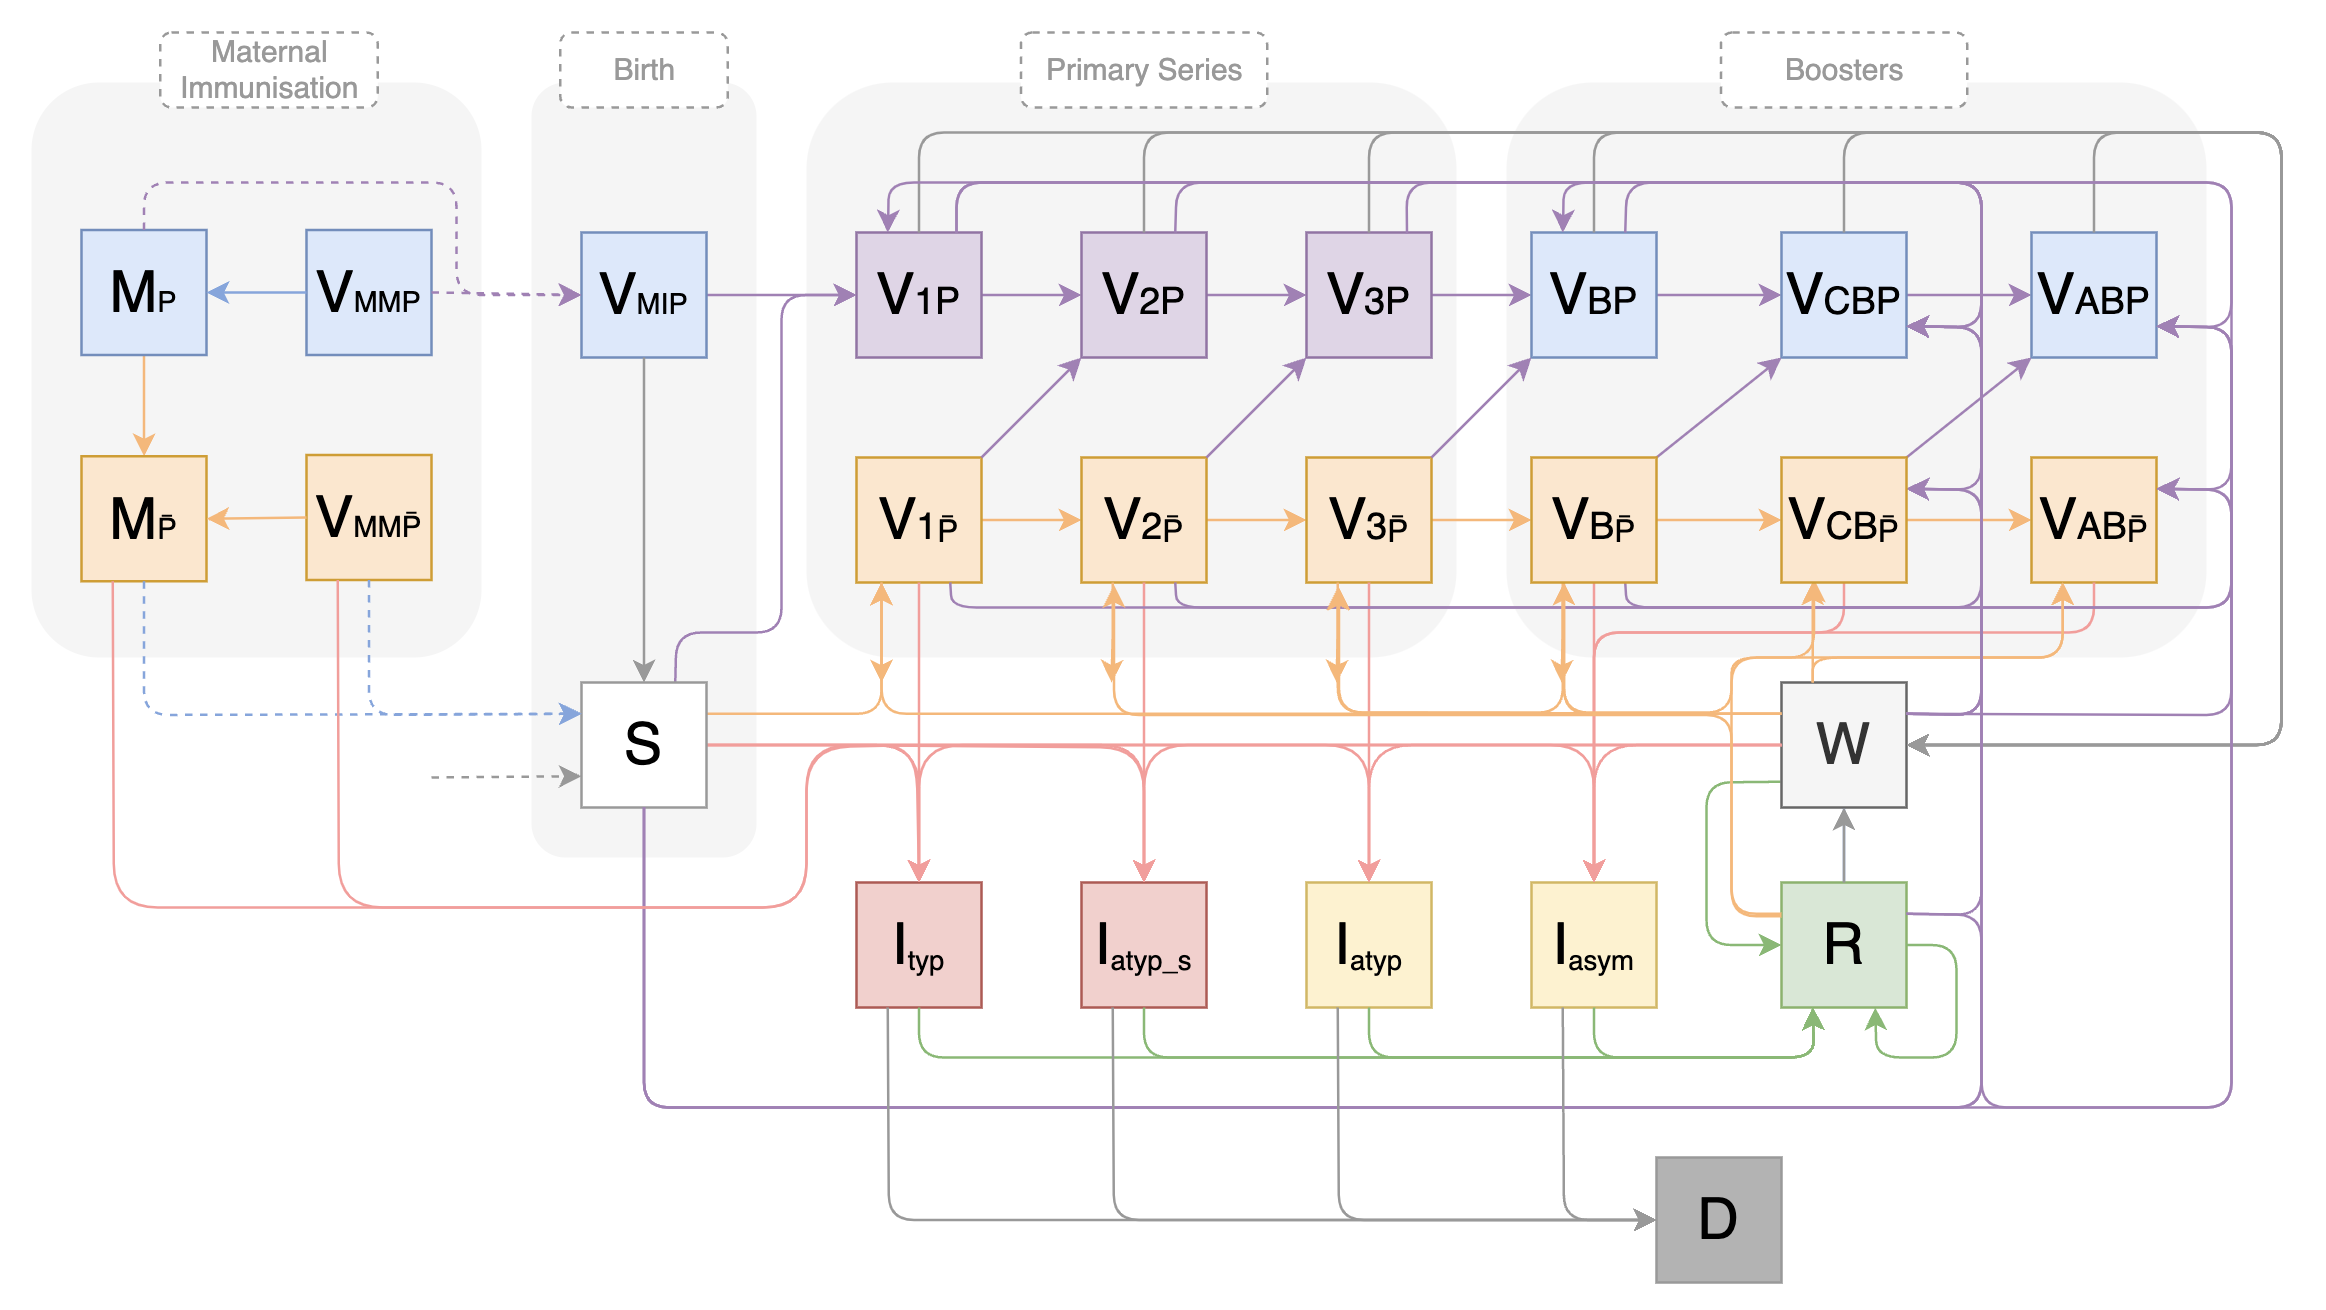 Maternal
Immunisation
Birth
Primary Series
Boosters
MP
VMMP
VMIP
V1P
V2P
V3P
VBP
VCBP
VABP
MP̄
VMMP̄
V1P̄
V2P̄
V3P̄
VBP̄
VCBP̄
VABP̄
S
W
Ityp
Iatyp_s
Iatyp
Iasym
R
D